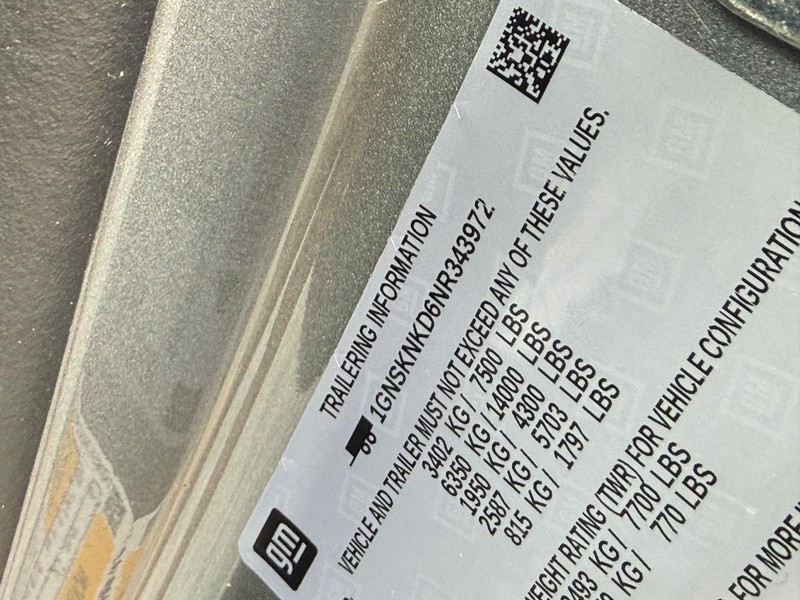 TRAILERING INFORMATION
1GNSKNKD6NR343972
VEHICLE AND TRAILER MUST NOT EXCEED ANY OF THESE VALUES.
3402 KG / 7500 LBS
6350 KG / 14000 LBS
1950 KG / 4300 LBS
2587 KG / 5703 LBS
815 KG / 1797 LBS
gm
RATING (TWR) FOR VEHICLE CONFIGURATION
KG / 7700 LBS
KG / 770 LBS
FOR MORE